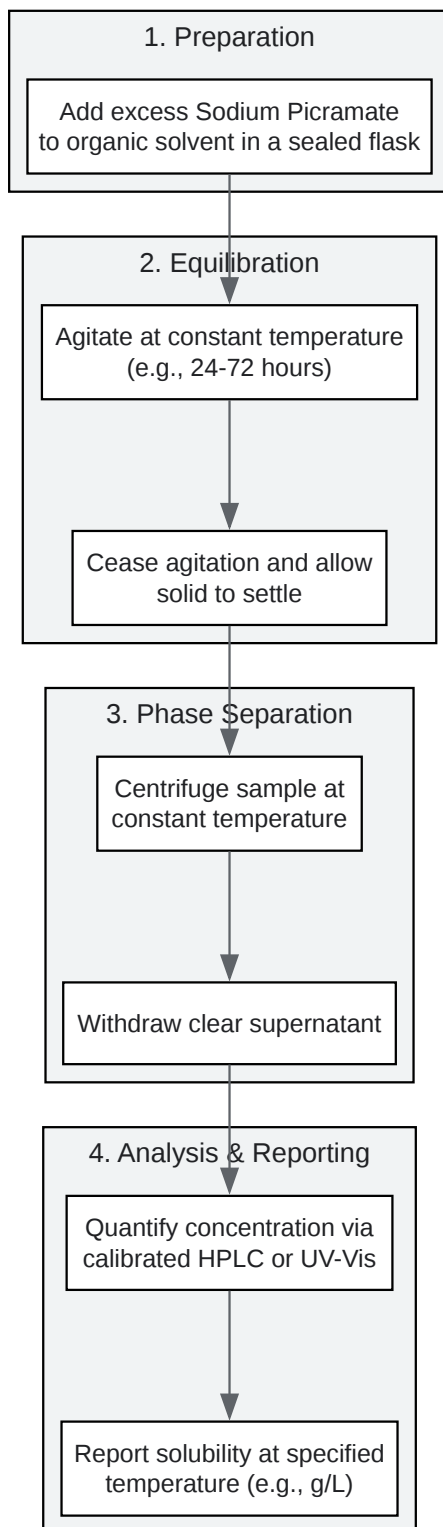 1. Preparation
Add excess Sodium Picramate
to organic solvent in a sealed flask
2. Equilibration
Agitate at constant temperature
(e.g., 24-72 hours)
Cease agitation and allow
solid to settle
3. Phase Separation
Centrifuge sample at
constant temperature
Withdraw clear supernatant
4. Analysis & Reporting
Quantify concentration via
calibrated HPLC or UV-Vis
Report solubility at specified
temperature (e.g., g/L)